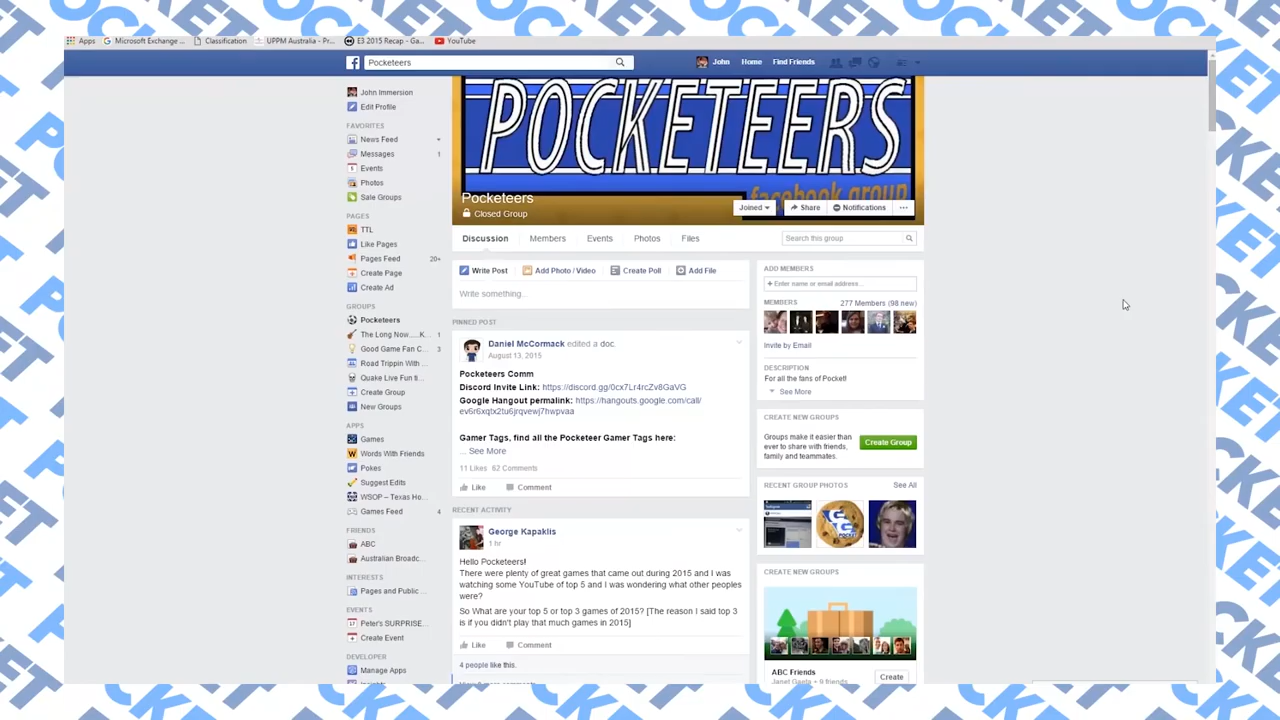 Apps
Microsoft Exchange ...
Classification
UPPM Australia - Pr...
E3 2015 Recap - Ga...
YouTube
Pocketeers
John
Home
Find Friends
John Immersion
Edit Profile
FAVORITES
News Feed
Messages 1
Events
Photos
Sale Groups
PAGES
TTL
Like Pages
Pages Feed 20+
Create Page
Create Ad
GROUPS
Pocketeers
The Long Now.....K... 1
Good Game Fan C... 3
Road Trippin With ...
Quake Live Fun ti...
Create Group
New Groups
APPS
Games
Words With Friends
Pokes
Suggest Edits
WSOP – Texas Ho...
Games Feed 4
FRIENDS
ABC
Australian Broadc...
INTERESTS
Pages and Public ...
EVENTS
Peter's SURPRISE...
Create Event
DEVELOPER
Manage Apps
POCKETEERS
facebook group
Pocketeers
Closed Group
Joined
Share
Notifications
...
Discussion
Members
Events
Photos
Files
Search this group
Write Post
Add Photo / Video
Create Poll
Add File
Write something...
PINNED POST
Daniel McCormack edited a doc.
August 13, 2015
Pocketeers Comm
Discord Invite Link: https://discord.gg/0cx7Lr4rcZv8GaVG
Google Hangout permalink: https://hangouts.google.com/call/
ev6r6xqtx2tu6jrqvewj7hwpvaa
Gamer Tags, find all the Pocketeer Gamer Tags here:
... See More
11 Likes 62 Comments
Like
Comment
RECENT ACTIVITY
George Kapaklis
1 hr
Hello Pocketeers!
There were plenty of great games that came out during 2015 and I was
watching some YouTube of top 5 and I was wondering what other people
were?
So What are your top 5 or top 3 games of 2015? [The reason I said top 3
is if you didn't play that much games in 2015]
Like
Comment
4 people like this.
ADD MEMBERS
+ Enter name or email address...
MEMBERS
277 Members (98 new)
Invite by Email
DESCRIPTION
For all the fans of Pocket!
See More
CREATE NEW GROUPS
Groups make it easier than
ever to share with friends,
family and teammates.
Create Group
RECENT GROUP PHOTOS
See All
CREATE NEW GROUPS
ABC Friends
Create